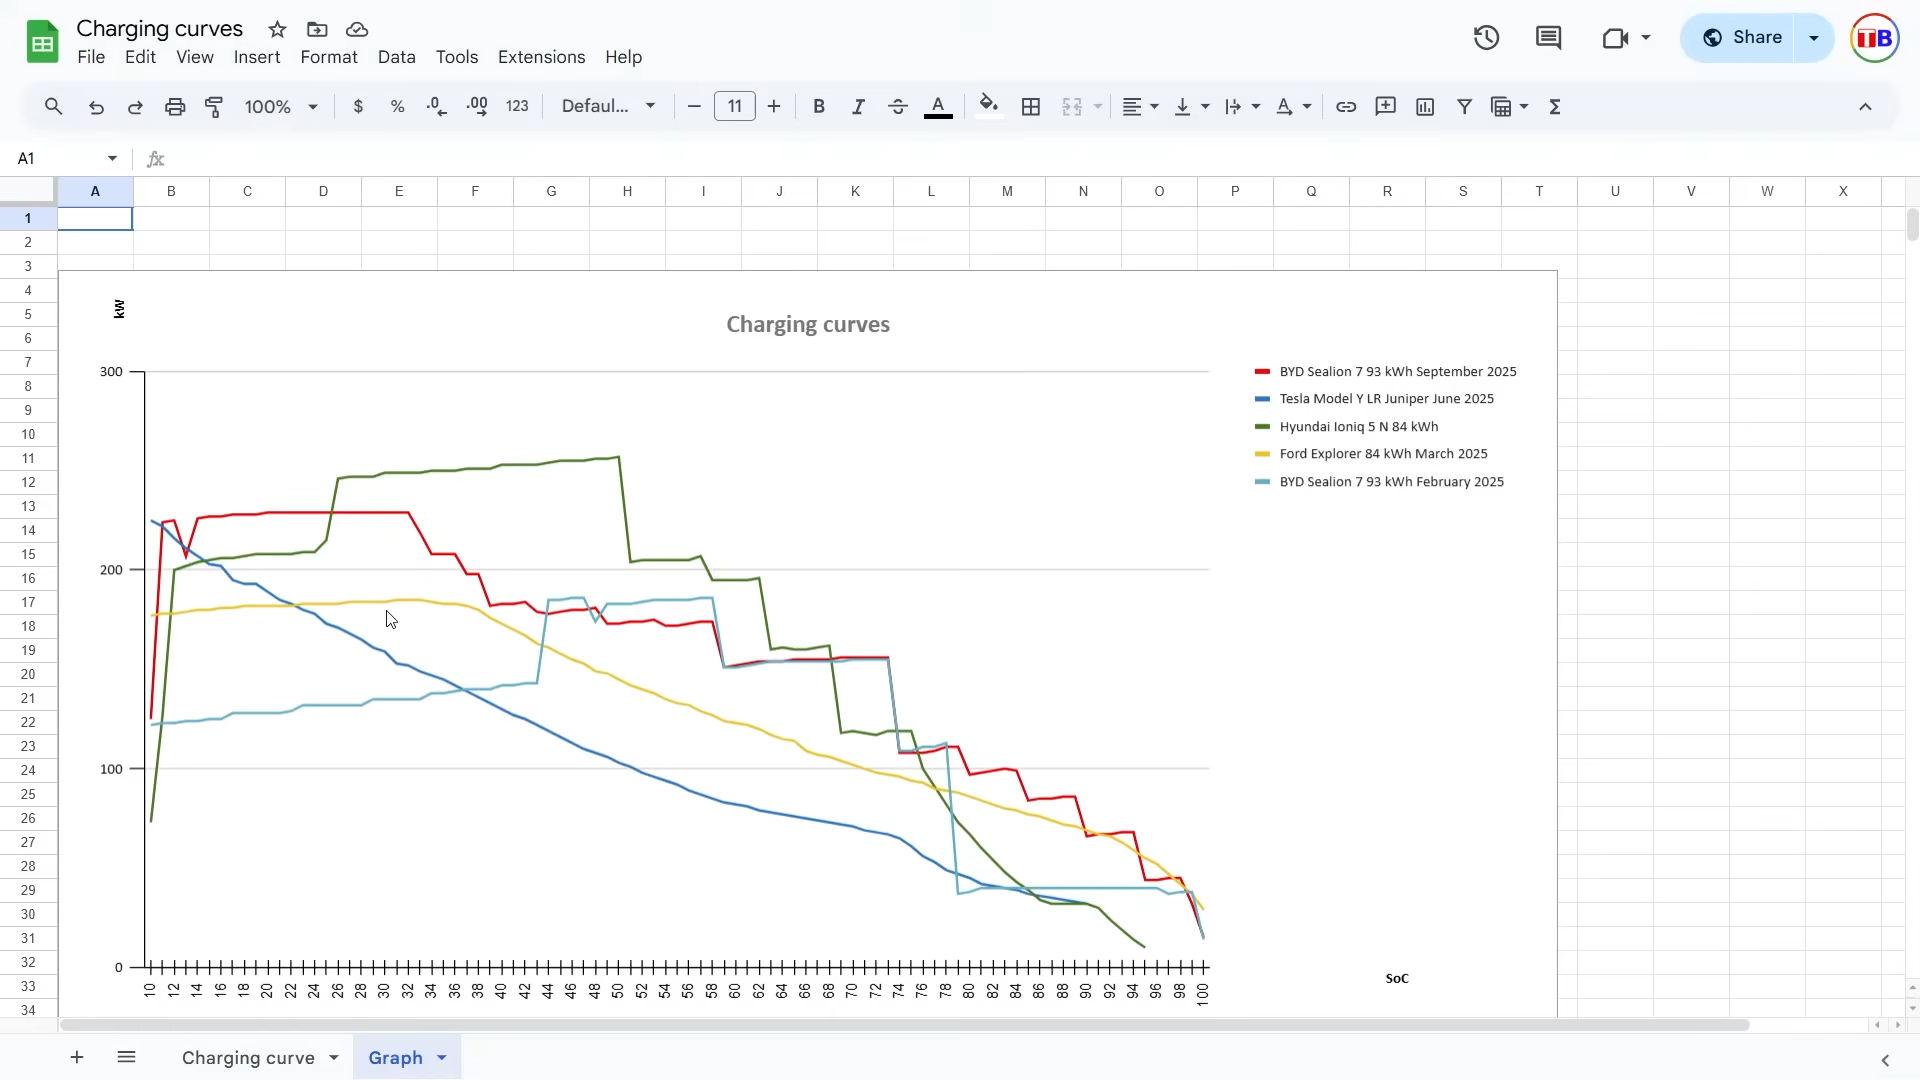 Charging curves
File Edit View Insert Format Data Tools Extensions Help
Share
TB
100% $ % .0 .00 123 Defaul... 11 B I A Σ
A1 fx
A B C D E F G H I J K L M N O P Q R S T U V W X
1
2
3
4
5
6
7
8
9
10
11
12
13
14
15
16
17
18
19
20
21
22
23
24
25
26
27
28
29
30
31
32
33
34
kW
Charging curves
300
200
100
0
BYD Sealion 7 93 kWh September 2025
Tesla Model Y LR Juniper June 2025
Hyundai Ioniq 5 N 84 kWh
Ford Explorer 84 kWh March 2025
BYD Sealion 7 93 kWh February 2025
SoC
10 12 14 16 18 20 22 24 26 28 30 32 34 36 38 40 42 44 46 48 50 52 54 56 58 60 62 64 66 68 70 72 74 76 78 80 82 84 86 88 90 92 94 96 98 100
Charging curve Graph